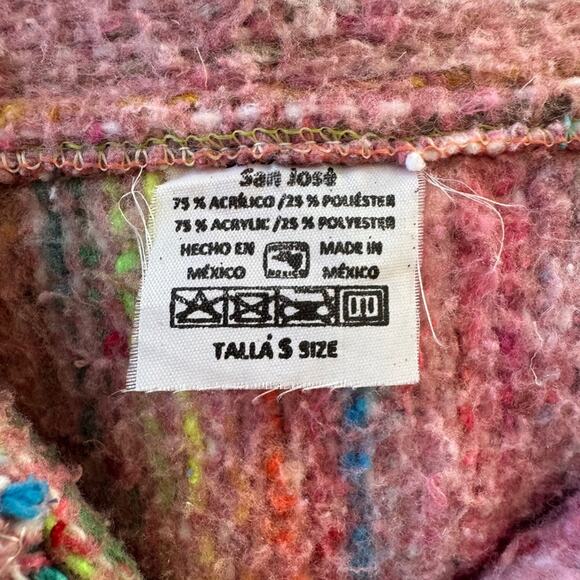 San José
75 % ACRÍLICO /25 % POLIÉSTER
75 % ACRYLIC /25 % POLYESTER
HECHO EN MÉXICO
MADE IN MÉXICO
TALLÁ S SIZE